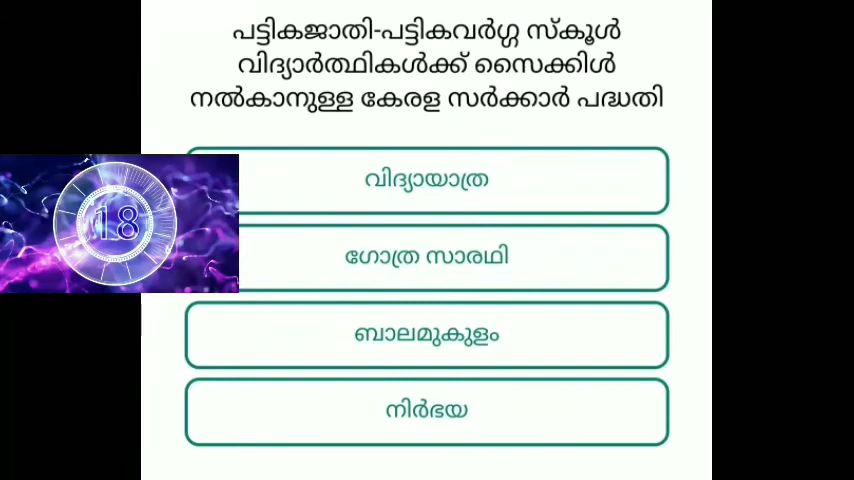 പട്ടികജാതി-പട്ടികവർഗ്ഗ സ്കൂൾ
വിദ്യാർത്ഥികൾക്ക് സൈക്കിൾ
നൽകാനുള്ള കേരള സർക്കാർ പദ്ധതി
വിദ്യായാത്ര
18
ഗോത്ര സാരഥി
ബാലമുകുളം
നിർഭയ